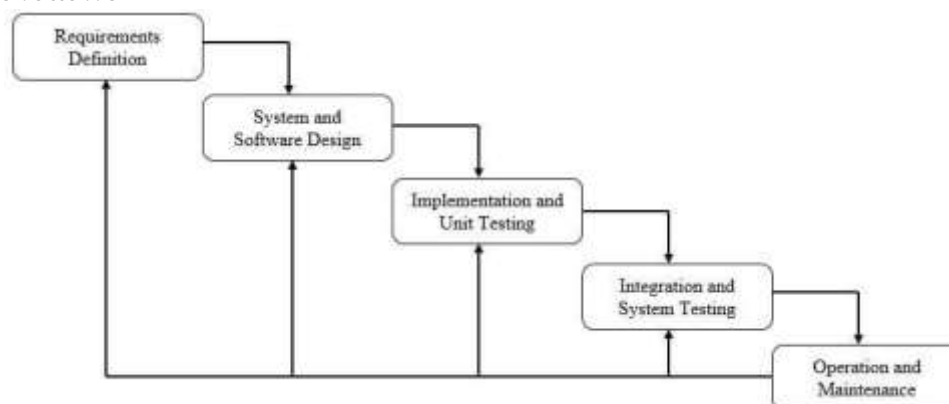 Requirements
Definition
System and
Software Design
Implementation and
Unit Testing
Integration and
System Testing
Operation and
Maintenance